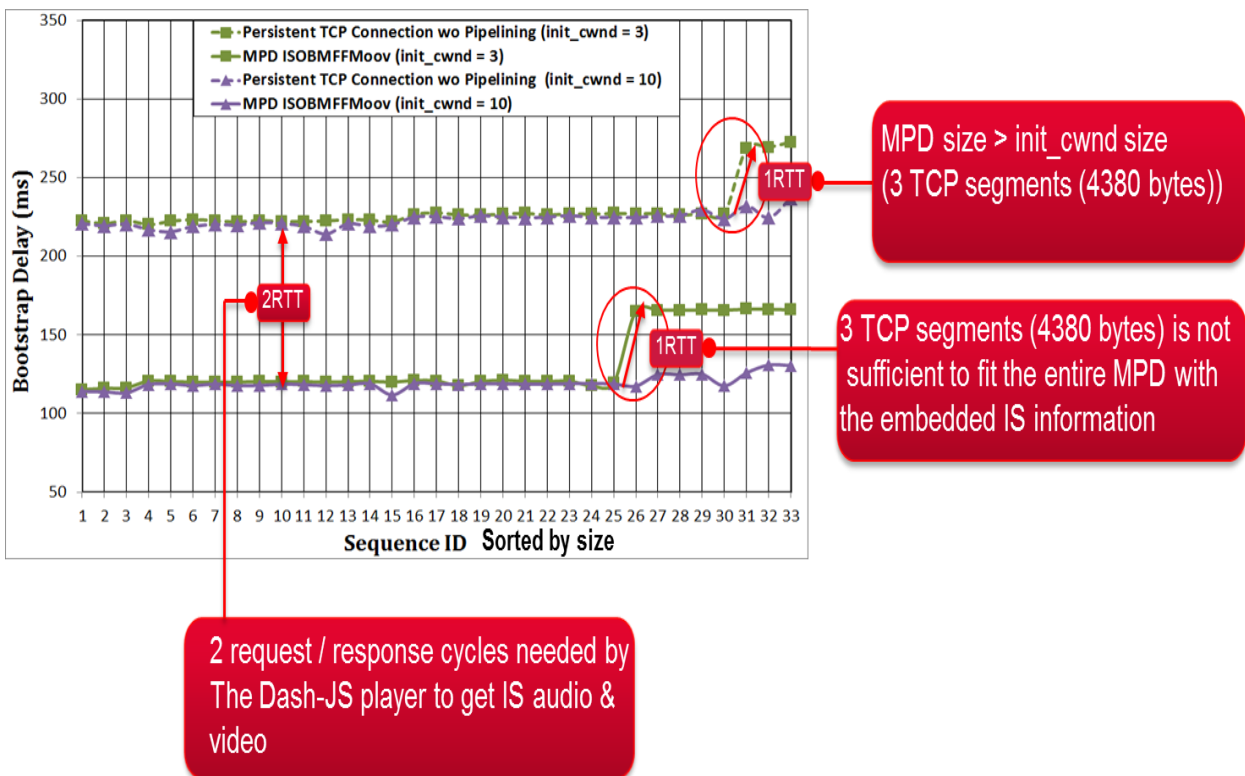 350
300
250
200
150
100
50
Bootstrap Delay (ms)
Persistent TCP Connection wo Pipelining (init_cwnd = 3)
MPD ISOBMFFMoov (init_cwnd = 3)
Persistent TCP Connection wo Pipelining (init_cwnd = 10)
MPD ISOBMFFMoov (init_cwnd = 10)
1RTT
MPD size > init_cwnd size
(3 TCP segments (4380 bytes))
2RTT
1RTT
3 TCP segments (4380 bytes) is not
sufficient to fit the entire MPD with
the embedded IS information
1 2 3 4 5 6 7 8 9 10 11 12 13 14 15 16 17 18 19 20 21 22 23 24 25 26 27 28 29 30 31 32 33
Sequence ID Sorted by size
2 request / response cycles needed by
The Dash-JS player to get IS audio &
video